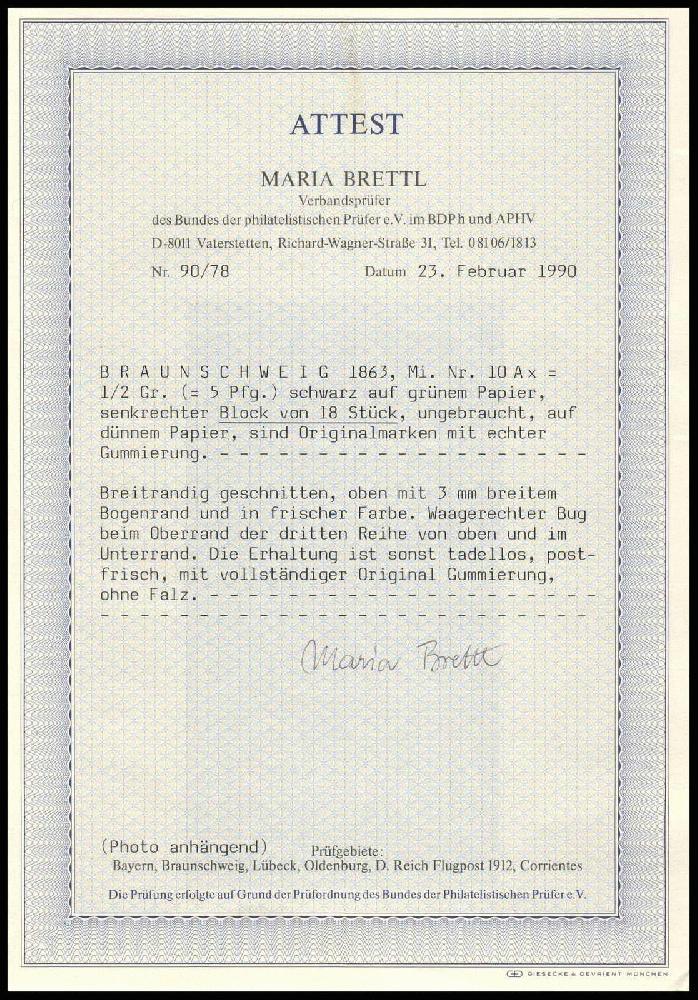 ATTEST
MARIA BRETTL
Verbandsprüfer
des Bundes der philatelistischen Prüfer e.V. im BDPh und APHV
D-8011 Vaterstetten, Richard-Wagner-Straße 31, Tel. 08106/1813
Nr. 90/78 Datum 23. Februar 1990
B R A U N S C H W E I G 1863, Mi. Nr. 10 Ax =
1/2 Gr. (= 5 Pfg.) schwarz auf grünem Papier,
senkrechter Block von 18 Stück, ungebraucht, auf
dünnem Papier, sind Originalmarken mit echter
Gummierung. - - - - - - - - - - - - - - - - - - -
Breitrandig geschnitten, oben mit 3 mm breitem
Bogenrand und in frischer Farbe. Waagerechter Bug
beim Oberrand der dritten Reihe von oben und im
Unterrand. Die Erhaltung ist sonst tadellos, post-
frisch, mit vollständiger Original Gummierung,
ohne Falz. - - - - - - - - - - - - - - - - - - - -
- - - - - - - - - - - - - - - - - - - - - - - - -
Maria Brettl
(Photo anhängend) Prüfgebiete:
Bayern, Braunschweig, Lübeck, Oldenburg, D. Reich Flugpost 1912, Corrientes
Die Prüfung erfolgte auf Grund der Prüfordnung des Bundes der Philatelistischen Prüfer e.V.
GIESECKE & DEVRIENT MÜNCHEN